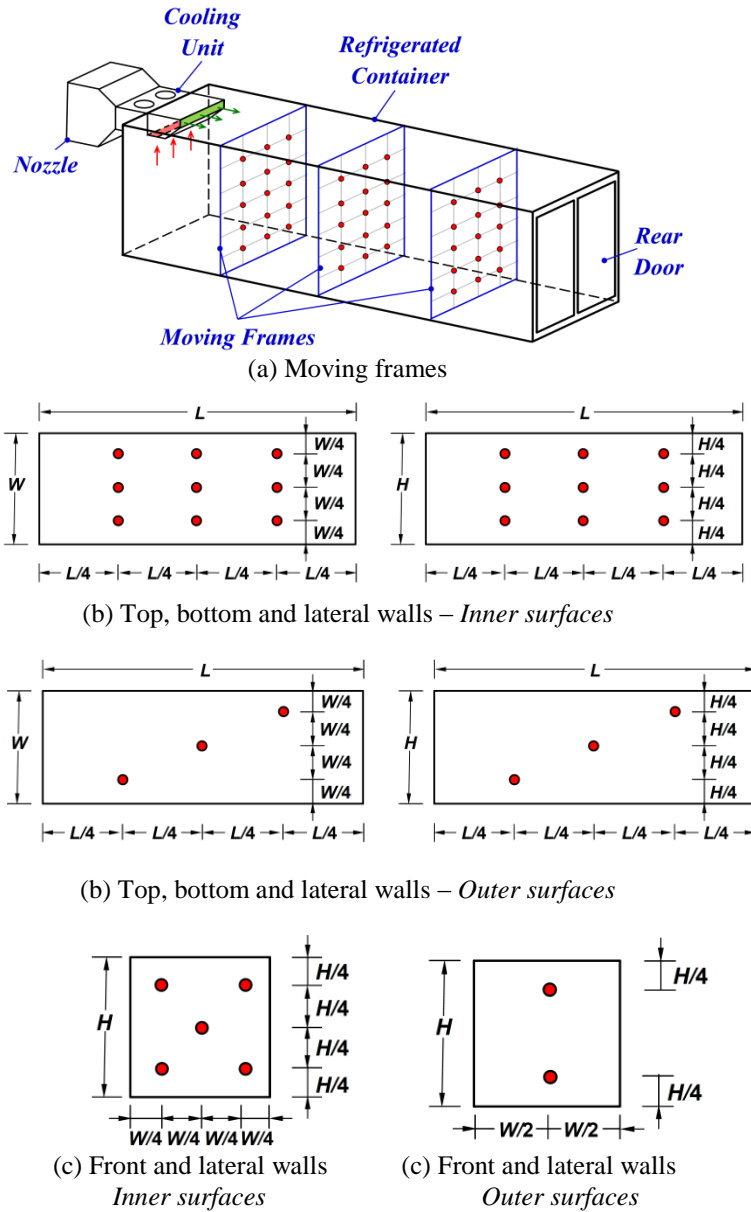 Cooling
Unit
Refrigerated
Container
Nozzle
Rear
Door
Moving Frames
(a) Moving frames
L
L
W
W/4
W/4
W/4
W/4
H
H/4
H/4
H/4
H/4
L/4 L/4 L/4 L/4
L/4 L/4 L/4 L/4
(b) Top, bottom and lateral walls – Inner surfaces
L
L
W
W/4
W/4
W/4
W/4
H
H/4
H/4
H/4
H/4
L/4 L/4 L/4 L/4
L/4 L/4 L/4 L/4
(b) Top, bottom and lateral walls – Outer surfaces
H
H/4
H/4
H/4
H/4
W/4 W/4 W/4 W/4
H
H/4
H/4
W/2 W/2
(c) Front and lateral walls
Inner surfaces
(c) Front and lateral walls
Outer surfaces